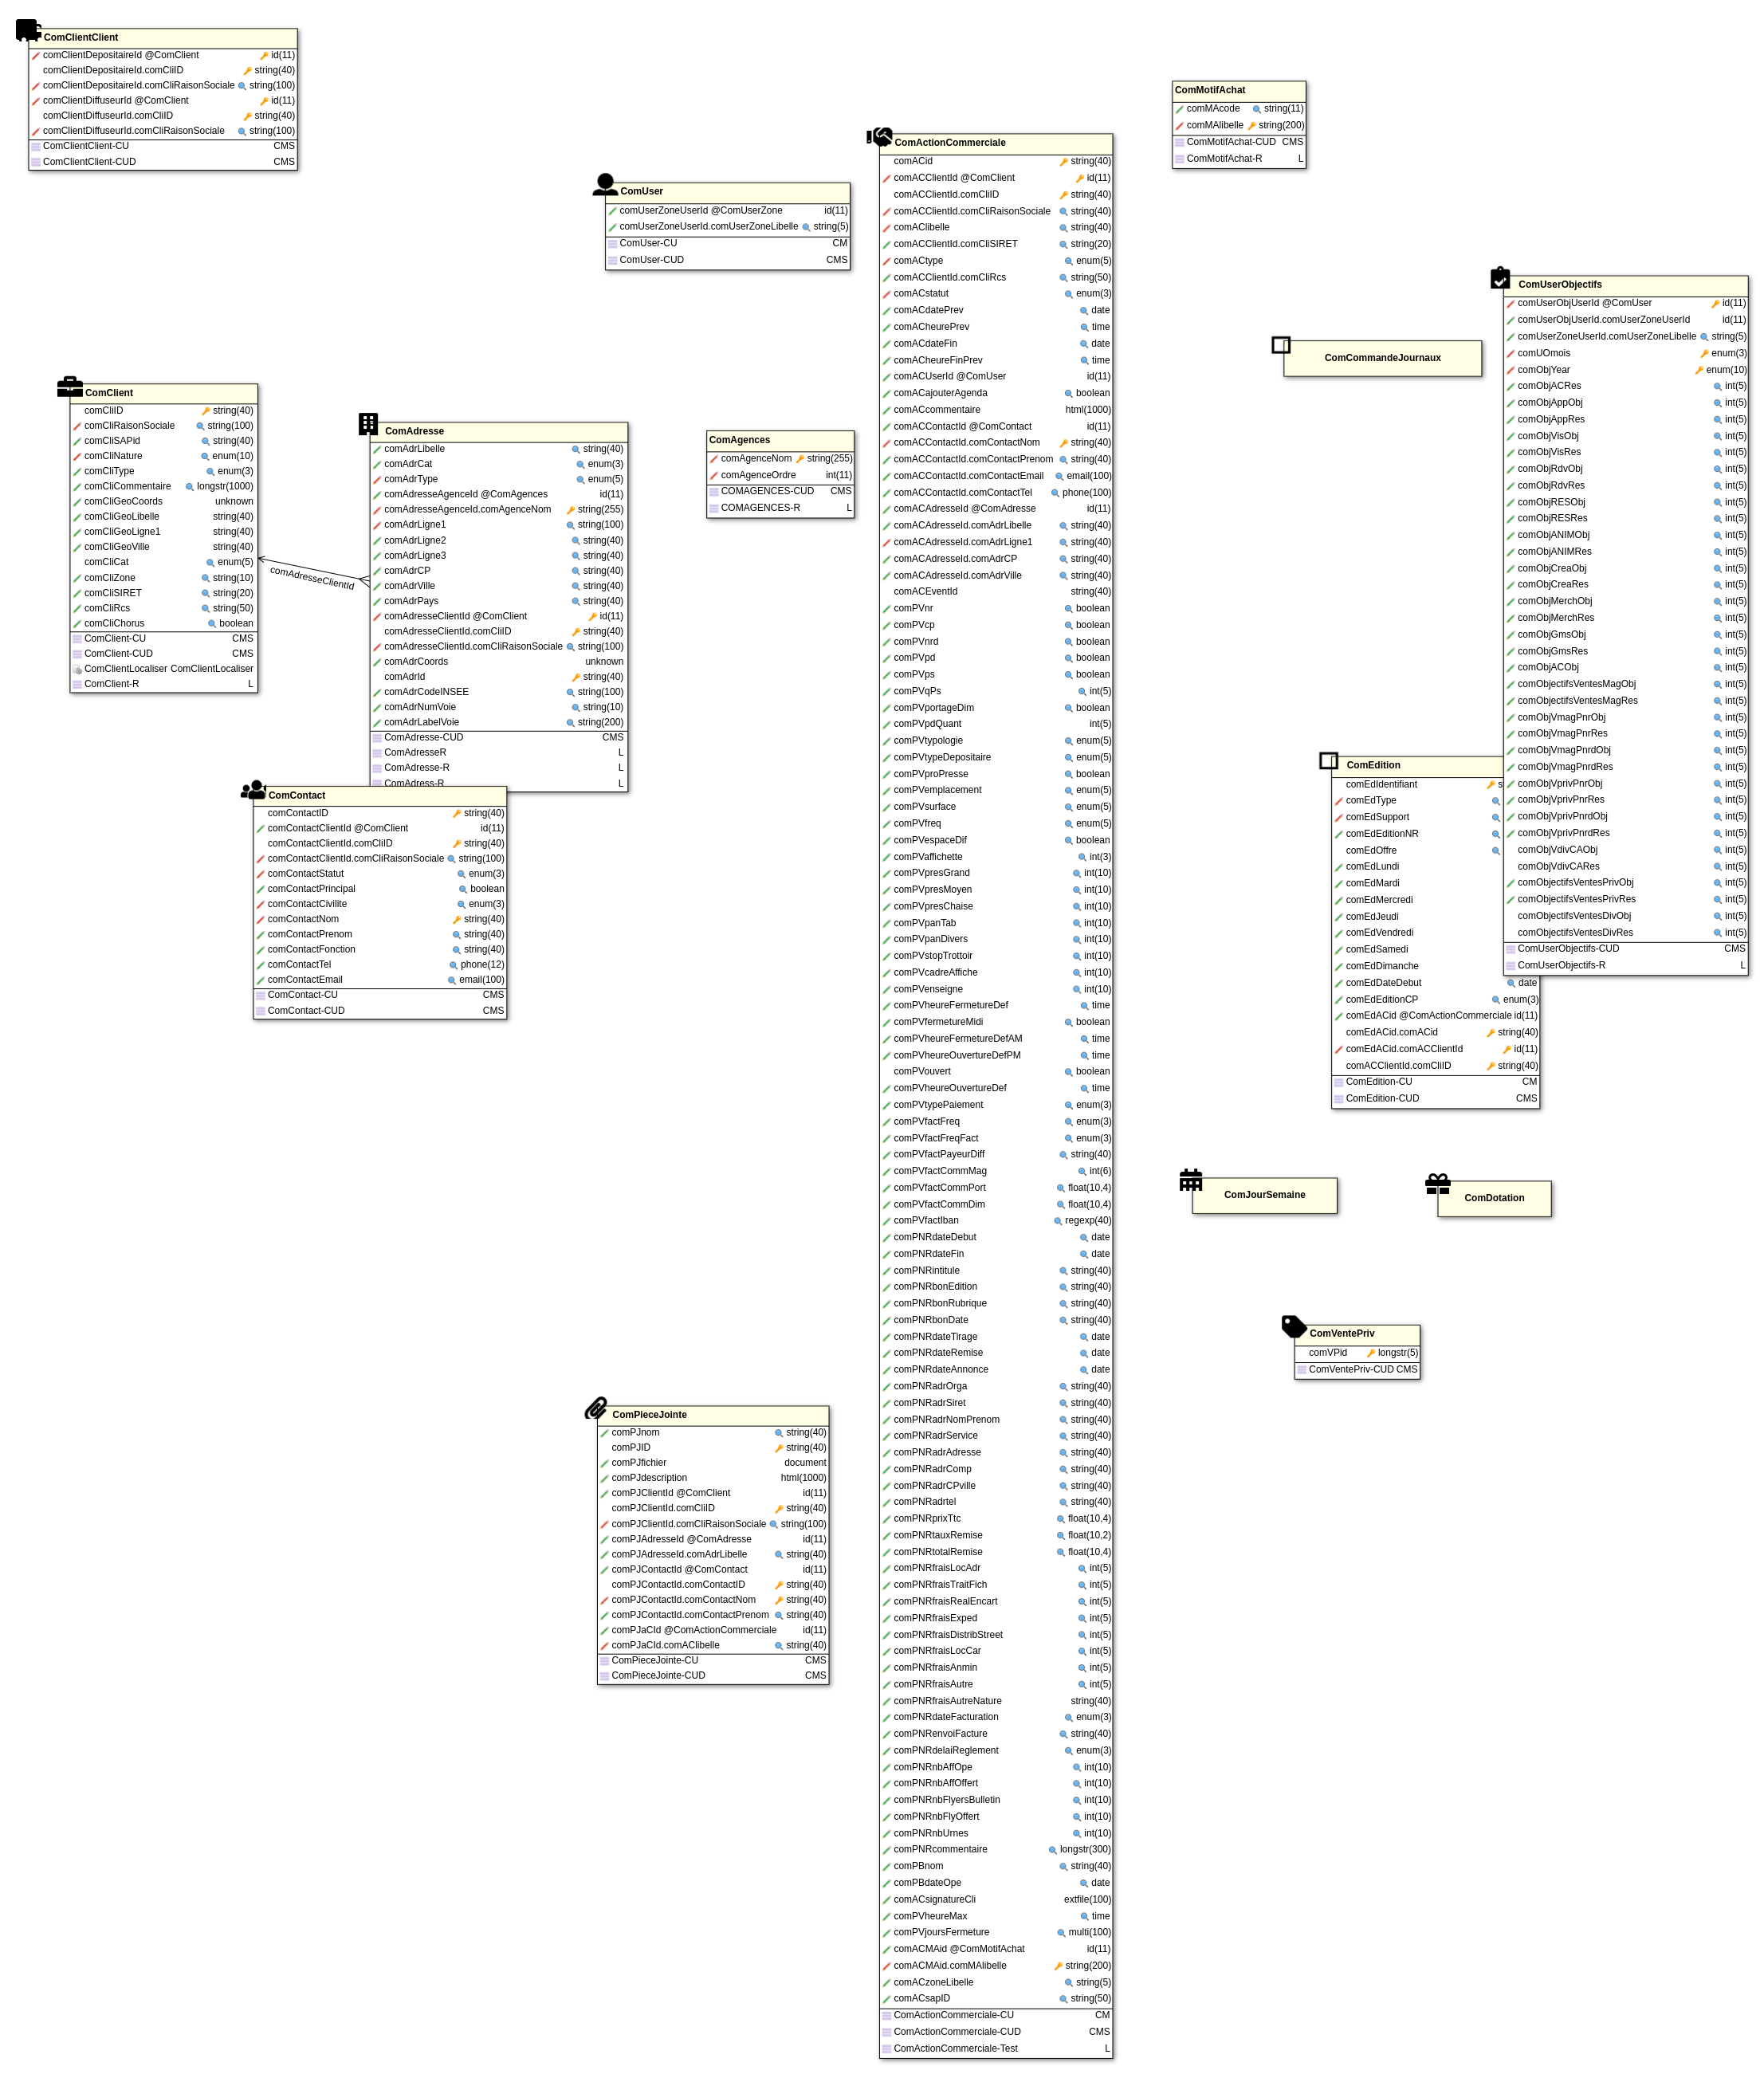 ComClientClient
comClientDepositaireId @ComClient id(11)
comClientDepositaireId.comCliID string(40)
comClientDepositaireId.comCliRaisonSociale string(100)
comClientDiffuseurId @ComClient id(11)
comClientDiffuseurId.comCliID string(40)
comClientDiffuseurId.comCliRaisonSociale string(100)
ComClientClient-CU CMS
ComClientClient-CUD CMS
ComMotifAchat
comMAcode string(11)
comMAlibelle string(200)
ComMotifAchat-CUD CMS
ComMotifAchat-R L
ComUser
comUserZoneUserId @ComUserZone id(11)
comUserZoneUserId.comUserZoneLibelle string(5)
ComUser-CU CM
ComUser-CUD CMS
ComClient
comCliID string(40)
comCliRaisonSociale string(100)
comCliSAPid string(40)
comCliNature enum(10)
comCliType enum(3)
comCliCommentaire longstr(1000)
comCliGeoCoords unknown
comCliGeoLibelle string(40)
comCliGeoLigne1 string(40)
comCliGeoVille string(40)
comCliCat enum(5)
comCliZone string(10)
comCliSIRET string(20)
comCliRcs string(50)
comCliChorus boolean
ComClient-CU CMS
ComClient-CUD CMS
ComClientLocaliser ComClientLocaliser
ComClient-R L
comAdresseClientId
ComAdresse
comAdrLibelle string(40)
comAdrCat enum(3)
comAdrType enum(5)
comAdresseAgenceId @ComAgences id(11)
comAdresseAgenceId.comAgenceNom string(255)
comAdrLigne1 string(100)
comAdrLigne2 string(40)
comAdrLigne3 string(40)
comAdrCP string(40)
comAdrVille string(40)
comAdrPays string(40)
comAdresseClientId @ComClient id(11)
comAdresseClientId.comCliID string(40)
comAdresseClientId.comCliRaisonSociale string(100)
comAdrCoords unknown
comAdrId string(40)
comAdrCodeINSEE string(100)
comAdrNumVoie string(10)
comAdrLabelVoie string(200)
ComAdresse-CUD CMS
ComAdresseR L
ComAdresse-R L
ComAdress-R L
ComAgences
comAgenceNom string(255)
comAgenceOrdre int(11)
COMAGENCES-CUD CMS
COMAGENCES-R L
ComContact
comContactID string(40)
comContactClientId @ComClient id(11)
comContactClientId.comCliID string(40)
comContactClientId.comCliRaisonSociale string(100)
comContactStatut enum(3)
comContactPrincipal boolean
comContactCivilite enum(3)
comContactNom string(40)
comContactPrenom string(40)
comContactFonction string(40)
comContactTel phone(12)
comContactEmail email(100)
ComContact-CU CMS
ComContact-CUD CMS
ComPieceJointe
comPJnom string(40)
comPJID string(40)
comPJfichier document
comPJdescription html(1000)
comPJClientId @ComClient id(11)
comPJClientId.comCliID string(40)
comPJClientId.comCliRaisonSociale string(100)
comPJAdresseId @ComAdresse id(11)
comPJAdresseId.comAdrLibelle string(40)
comPJContactId @ComContact id(11)
comPJContactId.comContactID string(40)
comPJContactId.comContactNom string(40)
comPJContactId.comContactPrenom string(40)
comPJaCId @ComActionCommerciale id(11)
comPJaCId.comAClibelle string(40)
ComPieceJointe-CU CMS
ComPieceJointe-CUD CMS
ComActionCommerciale
comACid string(40)
comACClientId @ComClient id(11)
comACClientId.comCliID string(40)
comACClientId.comCliRaisonSociale string(40)
comAClibelle string(40)
comACClientId.comCliSIRET string(20)
comACtype enum(5)
comACClientId.comCliRcs string(50)
comACstatut enum(3)
comACdatePrev date
comACheurePrev time
comACdateFin date
comACheureFinPrev time
comACUserId @ComUser id(11)
comACajouterAgenda boolean
comACcommentaire html(1000)
comACContactId @ComContact id(11)
comACContactId.comContactNom string(40)
comACContactId.comContactPrenom string(40)
comACContactId.comContactEmail email(100)
comACContactId.comContactTel phone(100)
comACAdresseId @ComAdresse id(11)
comACAdresseId.comAdrLibelle string(40)
comACAdresseId.comAdrLigne1 string(40)
comACAdresseId.comAdrCP string(40)
comACAdresseId.comAdrVille string(40)
comACEventId string(40)
comPVnr boolean
comPVcp boolean
comPVnrd boolean
comPVpd boolean
comPVps boolean
comPVqPs int(5)
comPVportageDim boolean
comPVpdQuant int(5)
comPVtypologie enum(5)
comPVtypeDepositaire enum(5)
comPVproPresse boolean
comPVemplacement enum(5)
comPVsurface enum(5)
comPVfreq enum(5)
comPVespaceDif boolean
comPVaffichette int(3)
comPVpresGrand int(10)
comPVpresMoyen int(10)
comPVpresChaise int(10)
comPVpanTab int(10)
comPVpanDivers int(10)
comPVstopTrottoir int(10)
comPVcadreAffiche int(10)
comPVenseigne int(10)
comPVheureFermetureDef time
comPVfermetureMidi boolean
comPVheureFermetureDefAM time
comPVheureOuvertureDefPM time
comPVouvert boolean
comPVheureOuvertureDef time
comPVtypePaiement enum(3)
comPVfactFreq enum(3)
comPVfactFreqFact enum(3)
comPVfactPayeurDiff string(40)
comPVfactCommMag int(6)
comPVfactCommPort float(10,4)
comPVfactCommDim float(10,4)
comPVfactIban regexp(40)
comPNRdateDebut date
comPNRdateFin date
comPNRintitule string(40)
comPNRbonEdition string(40)
comPNRbonRubrique string(40)
comPNRbonDate string(40)
comPNRdateTirage date
comPNRdateRemise date
comPNRdateAnnonce date
comPNRadrOrga string(40)
comPNRadrSiret string(40)
comPNRadrNomPrenom string(40)
comPNRadrService string(40)
comPNRadrAdresse string(40)
comPNRadrComp string(40)
comPNRadrCPville string(40)
comPNRadrtel string(40)
comPNRprixTtc float(10,4)
comPNRtauxRemise float(10,2)
comPNRtotalRemise float(10,4)
comPNRfraisLocAdr int(5)
comPNRfraisTraitFich int(5)
comPNRfraisRealEncart int(5)
comPNRfraisExped int(5)
comPNRfraisDistribStreet int(5)
comPNRfraisLocCar int(5)
comPNRfraisAnmin int(5)
comPNRfraisAutre int(5)
comPNRfraisAutreNature string(40)
comPNRdateFacturation enum(3)
comPNRenvoiFacture string(40)
comPNRdelaiReglement enum(3)
comPNRnbAffOpe int(10)
comPNRnbAffOffert int(10)
comPNRnbFlyersBulletin int(10)
comPNRnbFlyOffert int(10)
comPNRnbUrnes int(10)
comPNRcommentaire longstr(300)
comPBnom string(40)
comPBdateOpe date
comACsignatureCli extfile(100)
comPVheureMax time
comPVjoursFermeture multi(100)
comACMAid @ComMotifAchat id(11)
comACMAid.comMAlibelle string(200)
comACzoneLibelle string(5)
comACsapID string(50)
ComActionCommerciale-CU CM
ComActionCommerciale-CUD CMS
ComActionCommerciale-Test L
ComCommandeJournaux
ComUserObjectifs
comUserObjUserId @ComUser id(11)
comUserObjUserId.comUserZoneUserId id(11)
comUserZoneUserId.comUserZoneLibelle string(5)
comUOmois enum(3)
comObjYear enum(10)
comObjACRes int(5)
comObjAppObj int(5)
comObjAppRes int(5)
comObjVisObj int(5)
comObjVisRes int(5)
comObjRdvObj int(5)
comObjRdvRes int(5)
comObjRESObj int(5)
comObjRESRes int(5)
comObjANIMObj int(5)
comObjANIMRes int(5)
comObjCreaObj int(5)
comObjCreaRes int(5)
comObjMerchObj int(5)
comObjMerchRes int(5)
comObjGmsObj int(5)
comObjGmsRes int(5)
comObjACObj int(5)
comObjectifsVentesMagObj int(5)
comObjectifsVentesMagRes int(5)
comObjVmagPnrObj int(5)
comObjVmagPnrRes int(5)
comObjVmagPnrdObj int(5)
comObjVmagPnrdRes int(5)
comObjVprivPnrObj int(5)
comObjVprivPnrRes int(5)
comObjVprivPnrdObj int(5)
comObjVprivPnrdRes int(5)
comObjVdivCAObj int(5)
comObjVdivCARes int(5)
comObjectifsVentesPrivObj int(5)
comObjectifsVentesPrivRes int(5)
comObjectifsVentesDivObj int(5)
comObjectifsVentesDivRes int(5)
ComUserObjectifs-CUD CMS
ComUserObjectifs-R L
ComEdition
comEdIdentifiant s
comEdType
comEdSupport
comEdEditionNR
comEdOffre
comEdLundi
comEdMardi
comEdMercredi
comEdJeudi
comEdVendredi
comEdSamedi
comEdDimanche
comEdDateDebut date
comEdEditionCP enum(3)
comEdACid @ComActionCommerciale id(11)
comEdACid.comACid string(40)
comEdACid.comACClientId id(11)
comACClientId.comCliID string(40)
ComEdition-CU CM
ComEdition-CUD CMS
ComJourSemaine
ComDotation
ComVentePriv
comVPid longstr(5)
ComVentePriv-CUD CMS